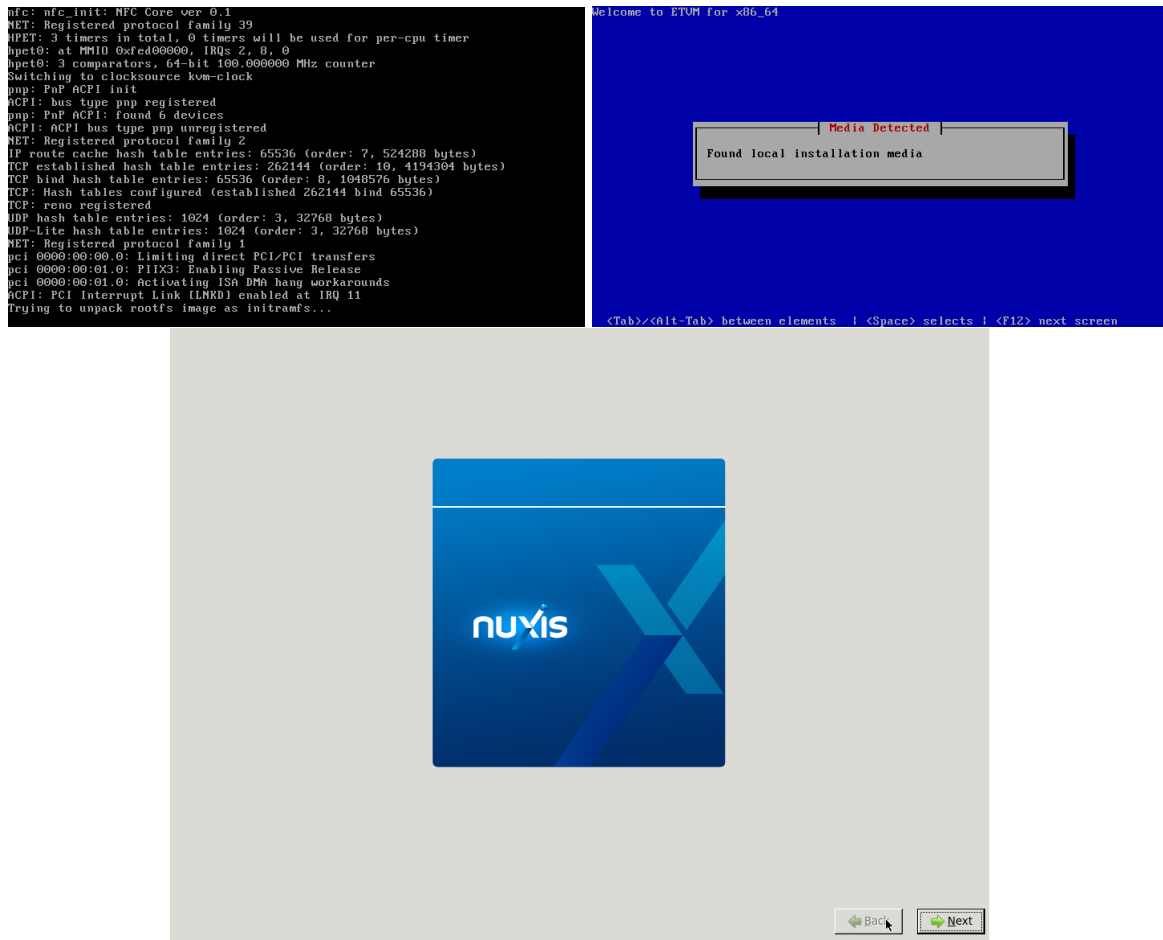 nfc: nfc_init: NFC Core ver 0.1
NET: Registered protocol family 39
HPET: 3 timers in total, 0 timers will be used for per-cpu timer
hpet0: at MMIO 0xfed00000, IRQs 2, 8, 0
hpet0: 3 comparators, 64-bit 100.000000 MHz counter
Switching to clocksource kvm-clock
pnp: PnP ACPI init
ACPI: bus type pnp registered
pnp: PnP ACPI: found 6 devices
ACPI: ACPI bus type pnp unregistered
NET: Registered protocol family 2
IP route cache hash table entries: 65536 (order: 7, 524288 bytes)
TCP established hash table entries: 262144 (order: 10, 4194304 bytes)
TCP bind hash table entries: 65536 (order: 8, 1048576 bytes)
TCP: Hash tables configured (established 262144 bind 65536)
TCP: reno registered
UDP hash table entries: 1024 (order: 3, 32768 bytes)
UDP-Lite hash table entries: 1024 (order: 3, 32768 bytes)
NET: Registered protocol family 1
pci 0000:00:00.0: Limiting direct PCI/PCI transfers
pci 0000:00:01.0: PIIX3: Enabling Passive Release
pci 0000:00:01.0: Activating ISA DMA hang workarounds
ACPI: PCI Interrupt Link [LNKD] enabled at IRQ 11
Trying to unpack rootfs image as initramfs...
Welcome to ETVM for x86_64
Media Detected
Found local installation media
<Tab>/<Alt-Tab> between elements | <Space> selects | <F12> next screen
nuxis
Back
Next